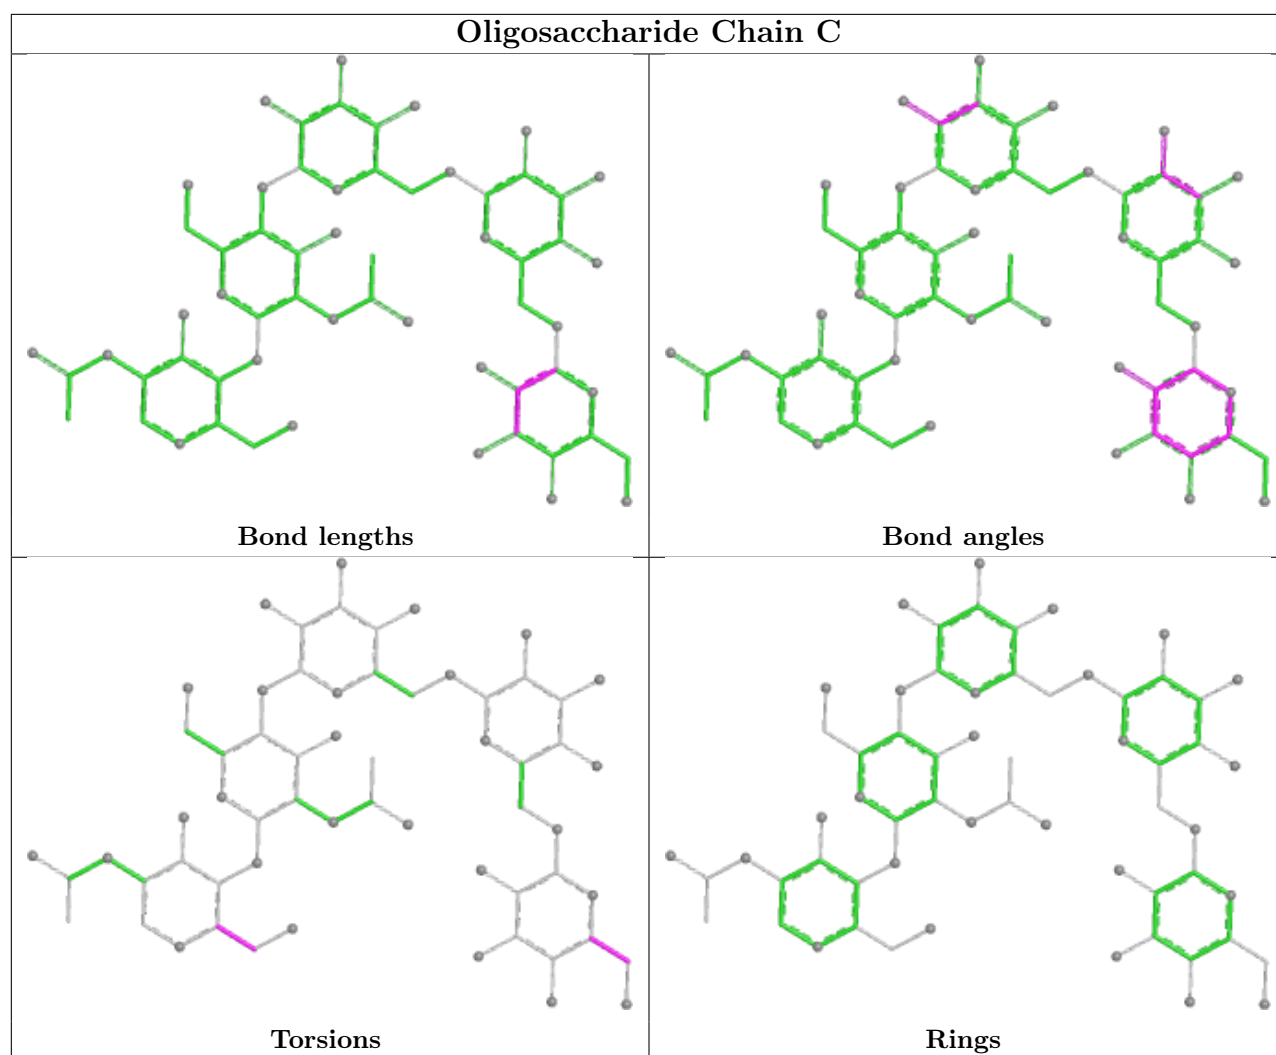 Oligosaccharide Chain C
Bond lengths
Bond angles
Torsions
Rings